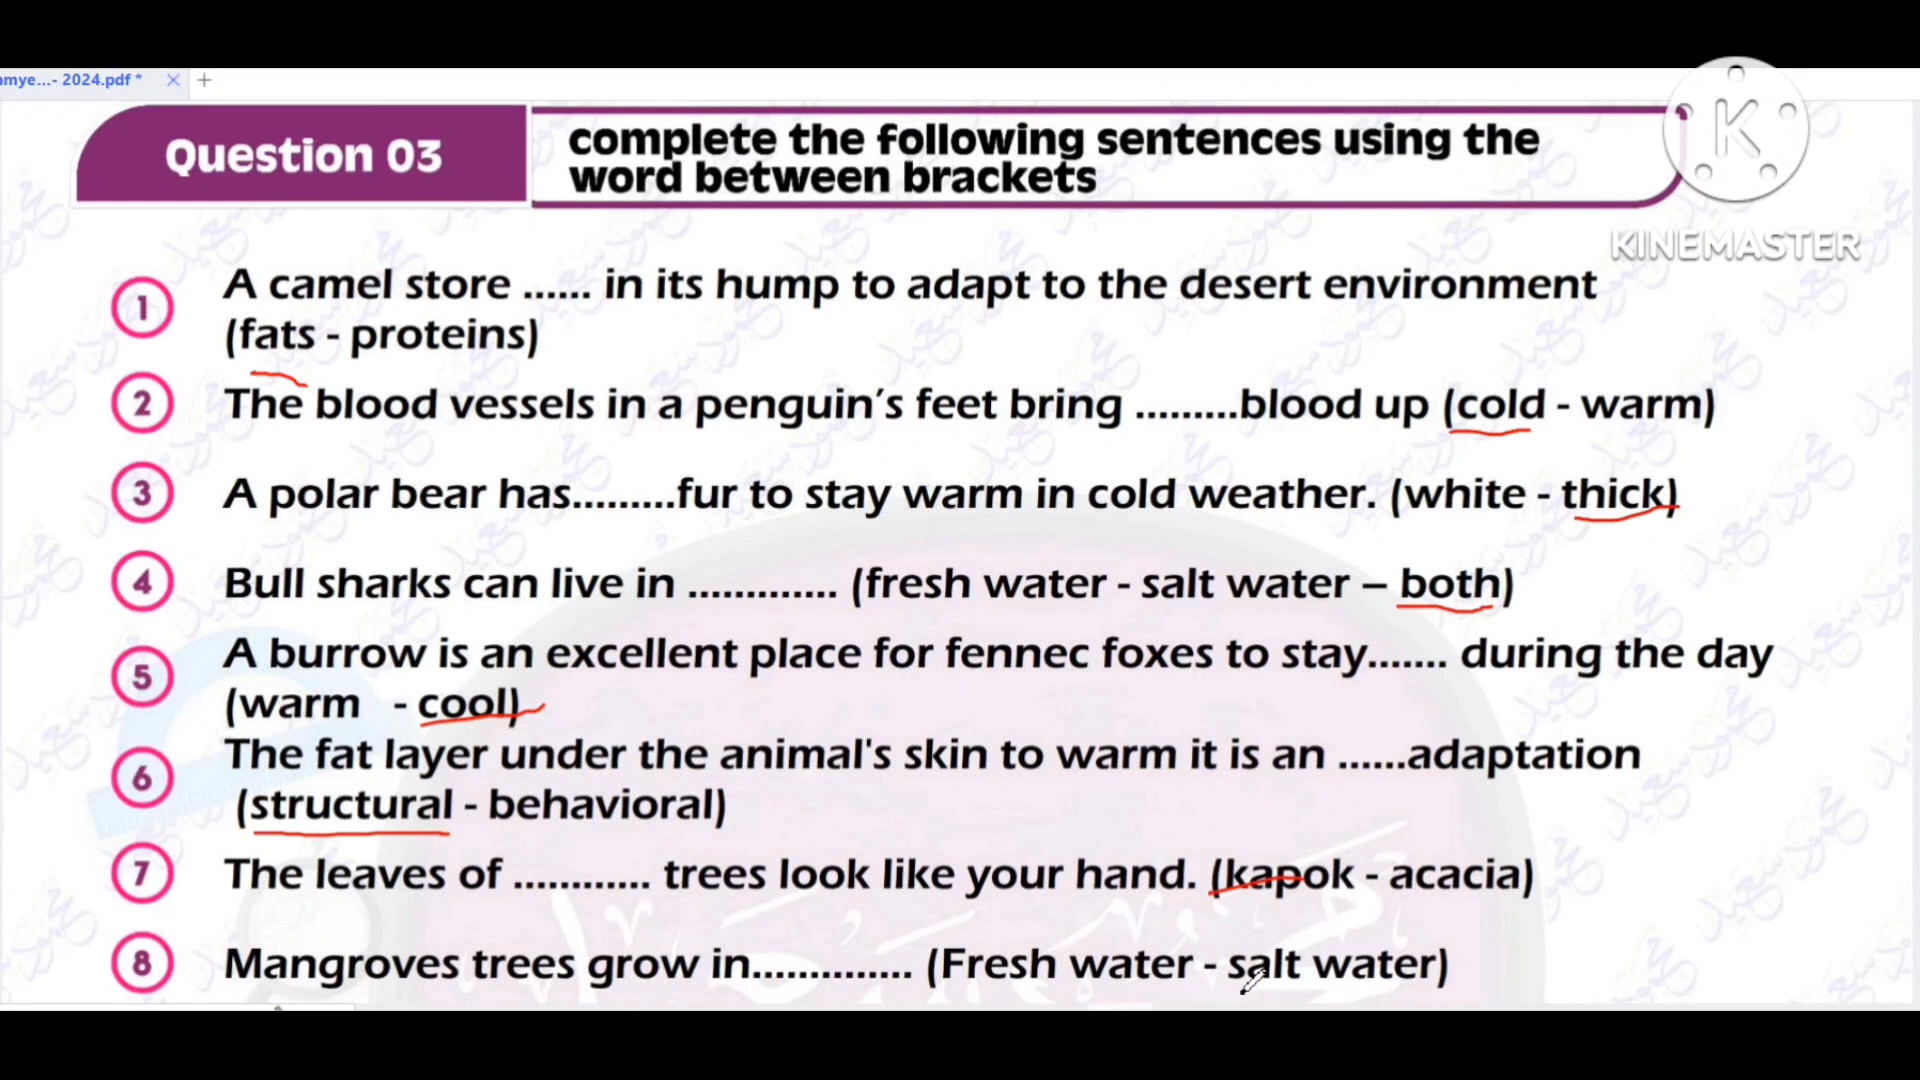 mye...- 2024.pdf *
Question 03
complete the following sentences using the
word between brackets
K
KINEMASTER
1 A camel store ...... in its hump to adapt to the desert environment
(fats - proteins)
2 The blood vessels in a penguin's feet bring .........blood up (cold - warm)
3 A polar bear has.........fur to stay warm in cold weather. (white - thick)
4 Bull sharks can live in ............. (fresh water - salt water – both)
5 A burrow is an excellent place for fennec foxes to stay....... during the day
(warm - cool)
6 The fat layer under the animal's skin to warm it is an ......adaptation
(structural - behavioral)
7 The leaves of ............ trees look like your hand. (kapok - acacia)
8 Mangroves trees grow in.............. (Fresh water - salt water)